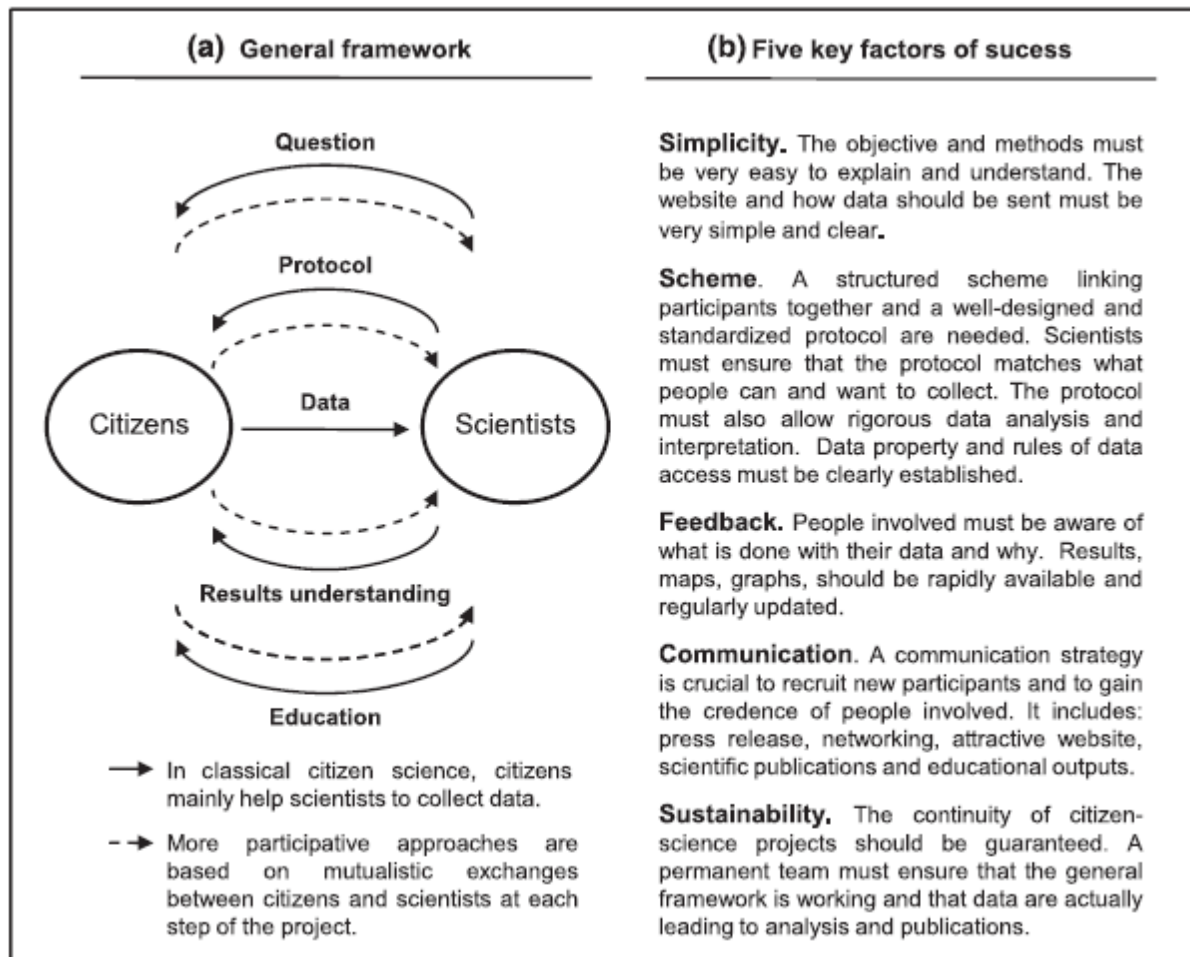 (a) General framework
Question
Protocol
Citizens
Data
Scientists
Results understanding
Education
In classical citizen science, citizens
mainly help scientists to collect data.
More participative approaches are
based on mutualistic exchanges
between citizens and scientists at each
step of the project.
(b) Five key factors of sucess
Simplicity. The objective and methods must
be very easy to explain and understand. The
website and how data should be sent must be
very simple and clear.
Scheme. A structured scheme linking
participants together and a well-designed and
standardized protocol are needed. Scientists
must ensure that the protocol matches what
people can and want to collect. The protocol
must also allow rigorous data analysis and
interpretation. Data property and rules of data
access must be clearly established.
Feedback. People involved must be aware of
what is done with their data and why. Results,
maps, graphs, should be rapidly available and
regularly updated.
Communication. A communication strategy
is crucial to recruit new participants and to gain
the credence of people involved. It includes:
press release, networking, attractive website,
scientific publications and educational outputs.
Sustainability. The continuity of citizen-
science projects should be guaranteed. A
permanent team must ensure that the general
framework is working and that data are actually
leading to analysis and publications.